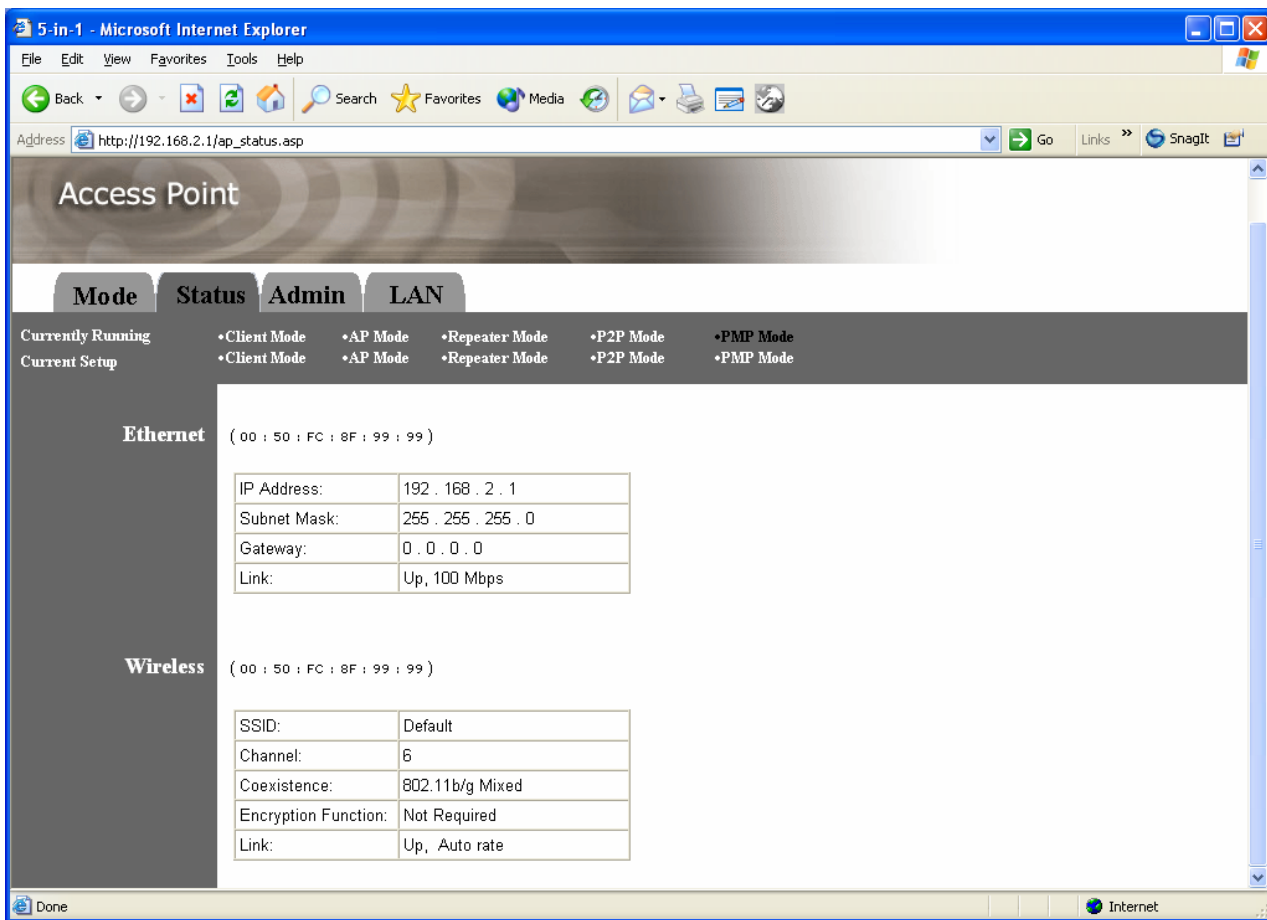 5-in-1 - Microsoft Internet Explorer
File Edit View Favorites Tools Help
Back Search Favorites Media
Address http://192.168.2.1/ap_status.asp Go Links » SnagIt
Access Point
Mode Status Admin LAN
Currently Running •Client Mode •AP Mode •Repeater Mode •P2P Mode •PMP Mode
Current Setup •Client Mode •AP Mode •Repeater Mode •P2P Mode •PMP Mode
Ethernet ( 00 : 50 : FC : 8F : 99 : 99 )
IP Address: 192 . 168 . 2 . 1
Subnet Mask: 255 . 255 . 255 . 0
Gateway: 0 . 0 . 0 . 0
Link: Up, 100 Mbps
Wireless ( 00 : 50 : FC : 8F : 99 : 99 )
SSID: Default
Channel: 6
Coexistence: 802.11b/g Mixed
Encryption Function: Not Required
Link: Up, Auto rate
Done Internet